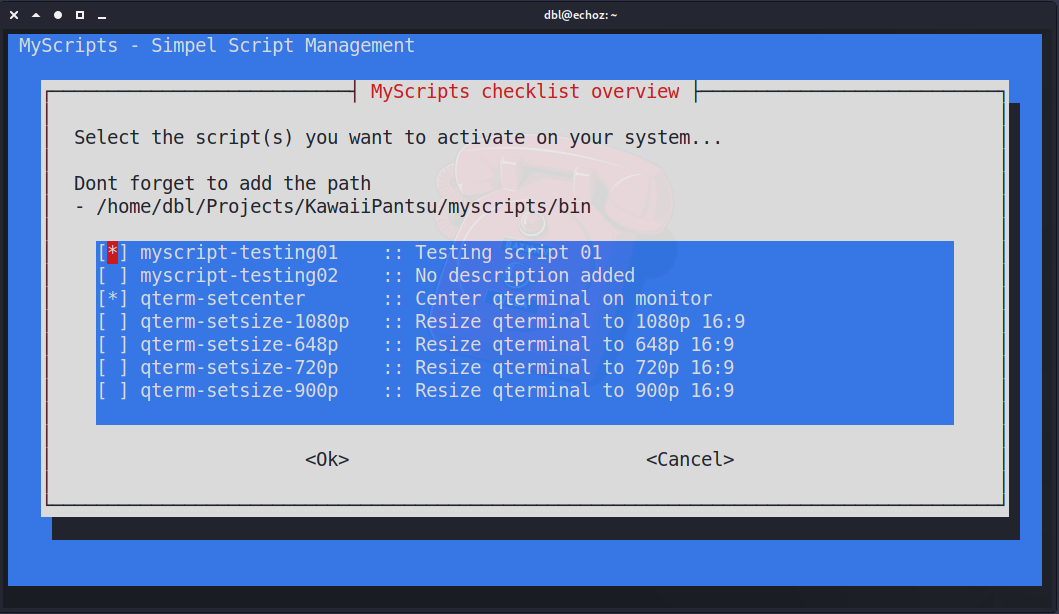 dbl@echoz: ~
MyScripts - Simpel Script Management
MyScripts checklist overview
Select the script(s) you want to activate on your system...
Dont forget to add the path
- /home/dbl/Projects/KawaiiPantsu/myscripts/bin
[*] myscript-testing01    :: Testing script 01
[ ] myscript-testing02    :: No description added
[*] qterm-setcenter       :: Center qterminal on monitor
[ ] qterm-setsize-1080p   :: Resize qterminal to 1080p 16:9
[ ] qterm-setsize-648p    :: Resize qterminal to 648p 16:9
[ ] qterm-setsize-720p    :: Resize qterminal to 720p 16:9
[ ] qterm-setsize-900p    :: Resize qterminal to 900p 16:9
<Ok> <Cancel>